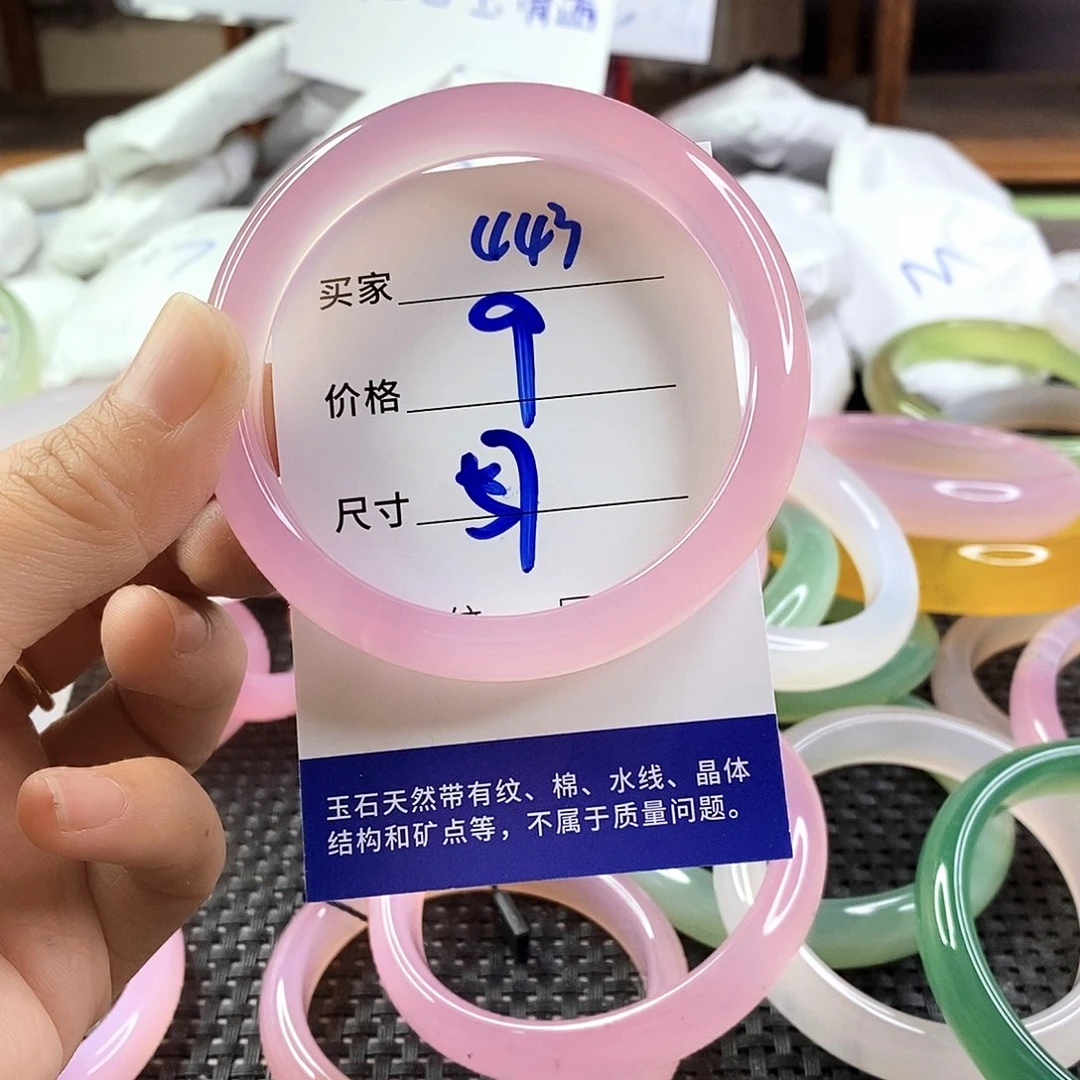 买家 443
价格 9
尺寸
玉石天然带有纹、棉、水线、晶体
结构和矿点等，不属于质量问题。